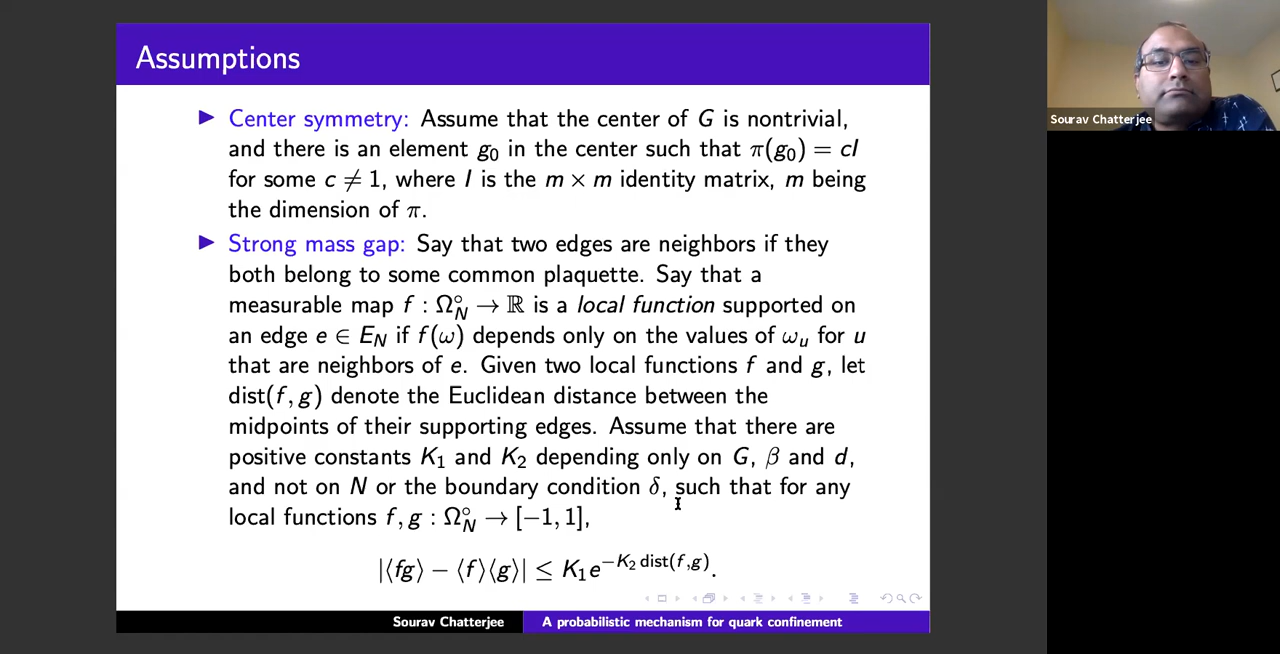 Assumptions
▶ Center symmetry: Assume that the center of G is nontrivial,
and there is an element g₀ in the center such that π(g₀) = cI
for some c ≠ 1, where I is the m × m identity matrix, m being
the dimension of π.
▶ Strong mass gap: Say that two edges are neighbors if they
both belong to some common plaquette. Say that a
measurable map f : Ω°_N → ℝ is a local function supported on
an edge e ∈ E_N if f(ω) depends only on the values of ω_u for u
that are neighbors of e. Given two local functions f and g, let
dist(f, g) denote the Euclidean distance between the
midpoints of their supporting edges. Assume that there are
positive constants K₁ and K₂ depending only on G, β and d,
and not on N or the boundary condition δ, such that for any
local functions f, g : Ω°_N → [−1, 1],
|⟨fg⟩ − ⟨f⟩⟨g⟩| ≤ K₁e^{−K₂ dist(f,g)}.
Sourav Chatterjee
A probabilistic mechanism for quark confinement
Sourav Chatterjee